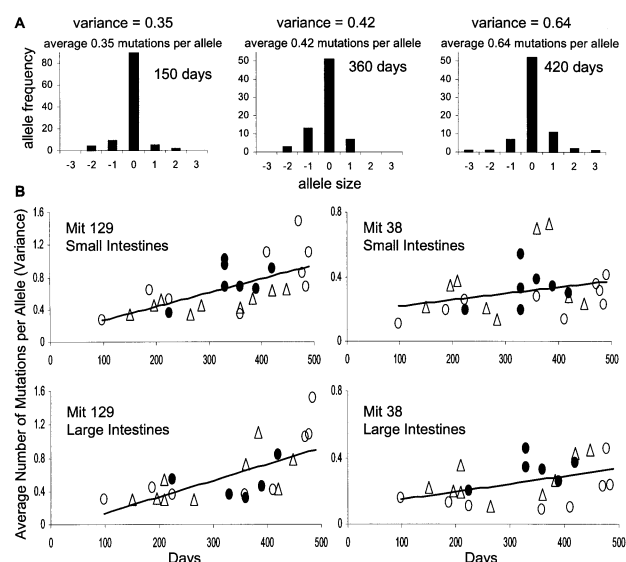 A
variance = 0.35 variance = 0.42 variance = 0.64
average 0.35 mutations per allele average 0.42 mutations per allele average 0.64 mutations per allele
allele frequency
80 60 40 20 0
150 days
-3 -2 -1 0 1 2 3
50 40 30 20 10 0
360 days
-3 -2 -1 0 1 2 3
50 40 30 20 10 0
420 days
-3 -2 -1 0 1 2 3
allele size
B
Average Number of Mutations per Allele (Variance)
1.6 1.2 0.8 0.4 0
Mit 129
Small Intestines
0 100 200 300 400 500
0.8 0.4 0
Mit 38
Small Intestines
0 100 200 300 400 500
1.6 1.2 0.8 0.4 0
Mit 129
Large Intestines
0 100 200 300 400 500
Days
0.8 0.4 0
Mit 38
Large Intestines
0 100 200 300 400 500
Days